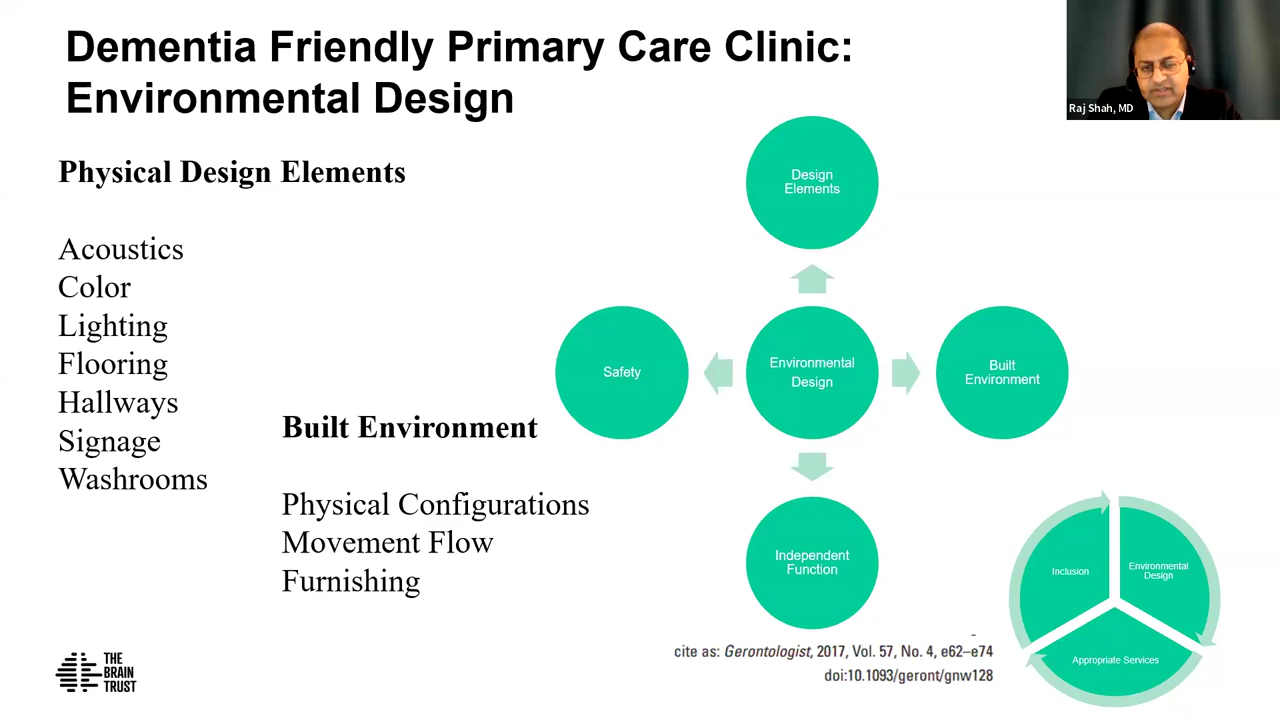 Dementia Friendly Primary Care Clinic:
Environmental Design
Raj Shah, MD
Physical Design Elements
Acoustics
Color
Lighting
Flooring
Hallways
Signage
Washrooms
Built Environment
Physical Configurations
Movement Flow
Furnishing
Design
Elements
Safety
Environmental
Design
Built
Environment
Independent
Function
Inclusion
Environmental
Design
Appropriate Services
cite as: Gerontologist, 2017, Vol. 57, No. 4, e62–e74
doi:10.1093/geront/gnw128
THE
BRAIN
TRUST